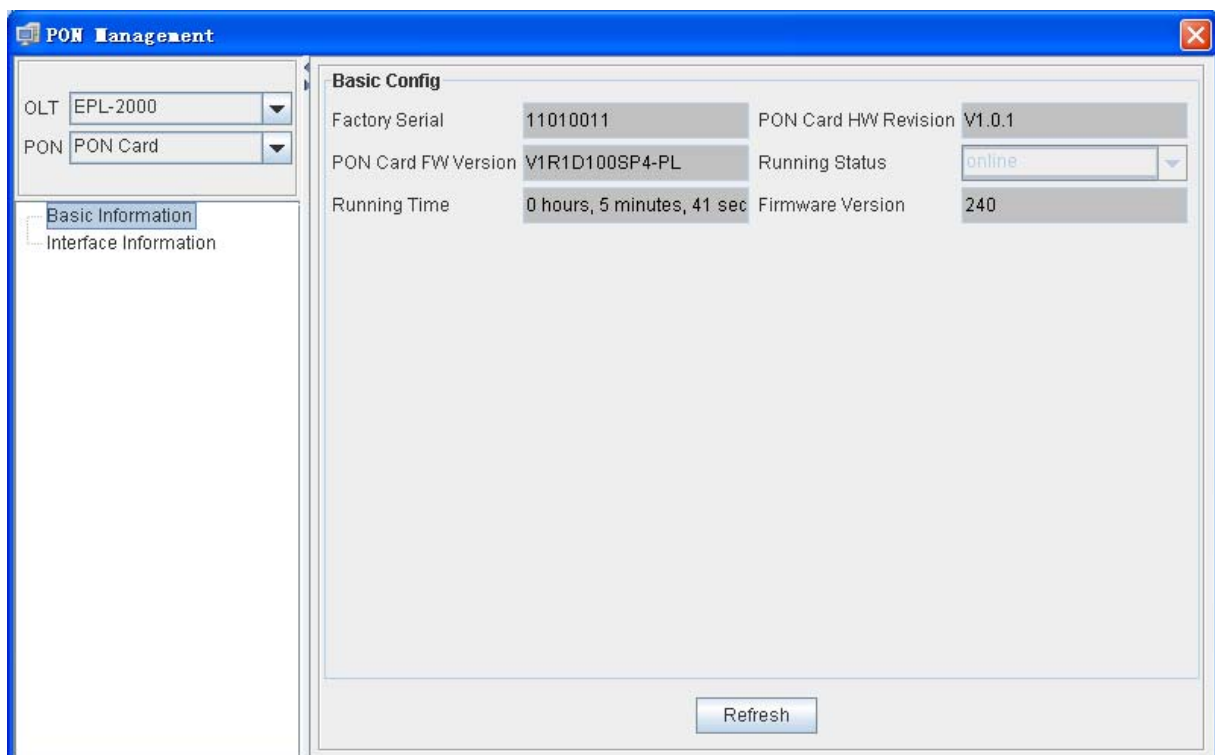 PON Management
OLT EPL-2000
PON PON Card
Basic Information
Interface Information
Basic Config
Factory Serial 11010011 PON Card HW Revision V1.0.1
PON Card FW Version V1R1D100SP4-PL Running Status online
Running Time 0 hours, 5 minutes, 41 sec Firmware Version 240
Refresh